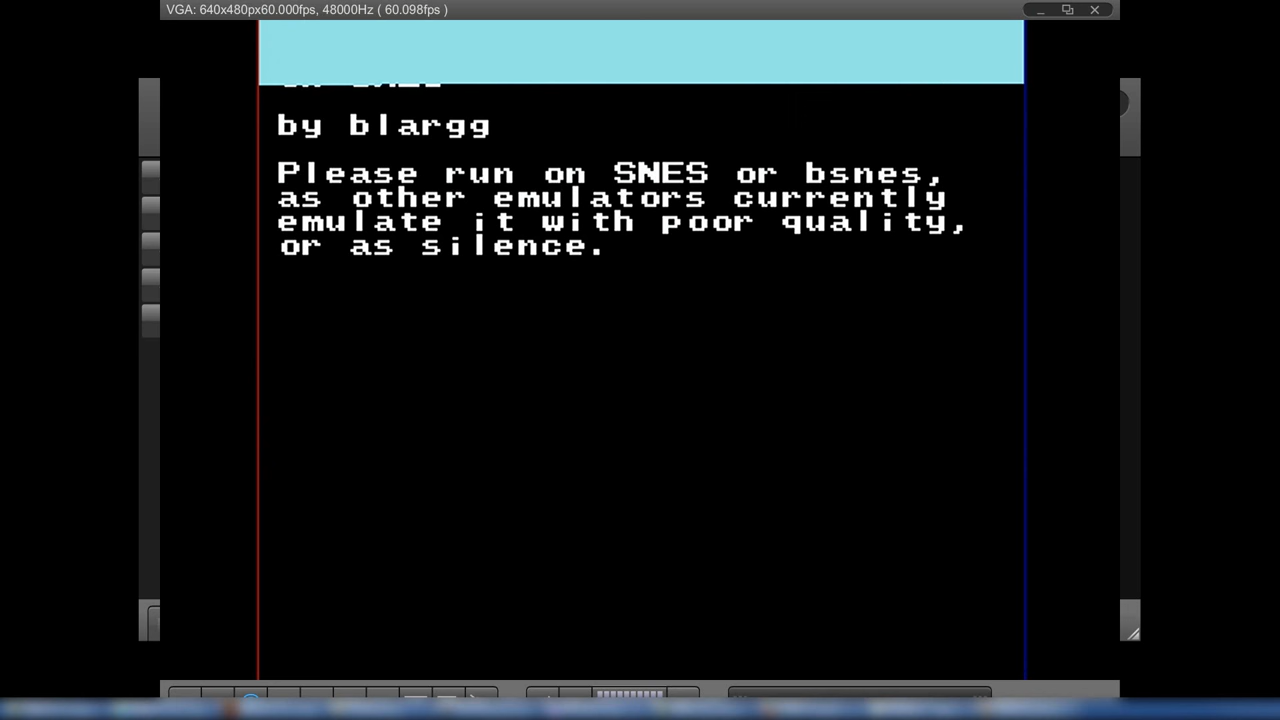 VGA: 640x480px60.000fps, 48000Hz ( 60.098fps )
by blargg
Please run on SNES or bsnes,
as other emulators currently
emulate it with poor quality,
or as silence.